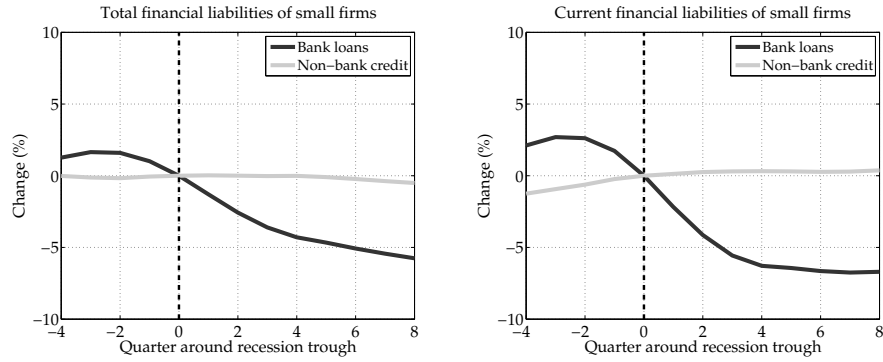 Total financial liabilities of small firms
10
5
0
−5
−10
Change (%)
−4
−2
0
2
4
6
8
Quarter around recession trough
Bank loans
Non−bank credit
Current financial liabilities of small firms
10
5
0
−5
−10
Change (%)
−4
−2
0
2
4
6
8
Quarter around recession trough
Bank loans
Non−bank credit